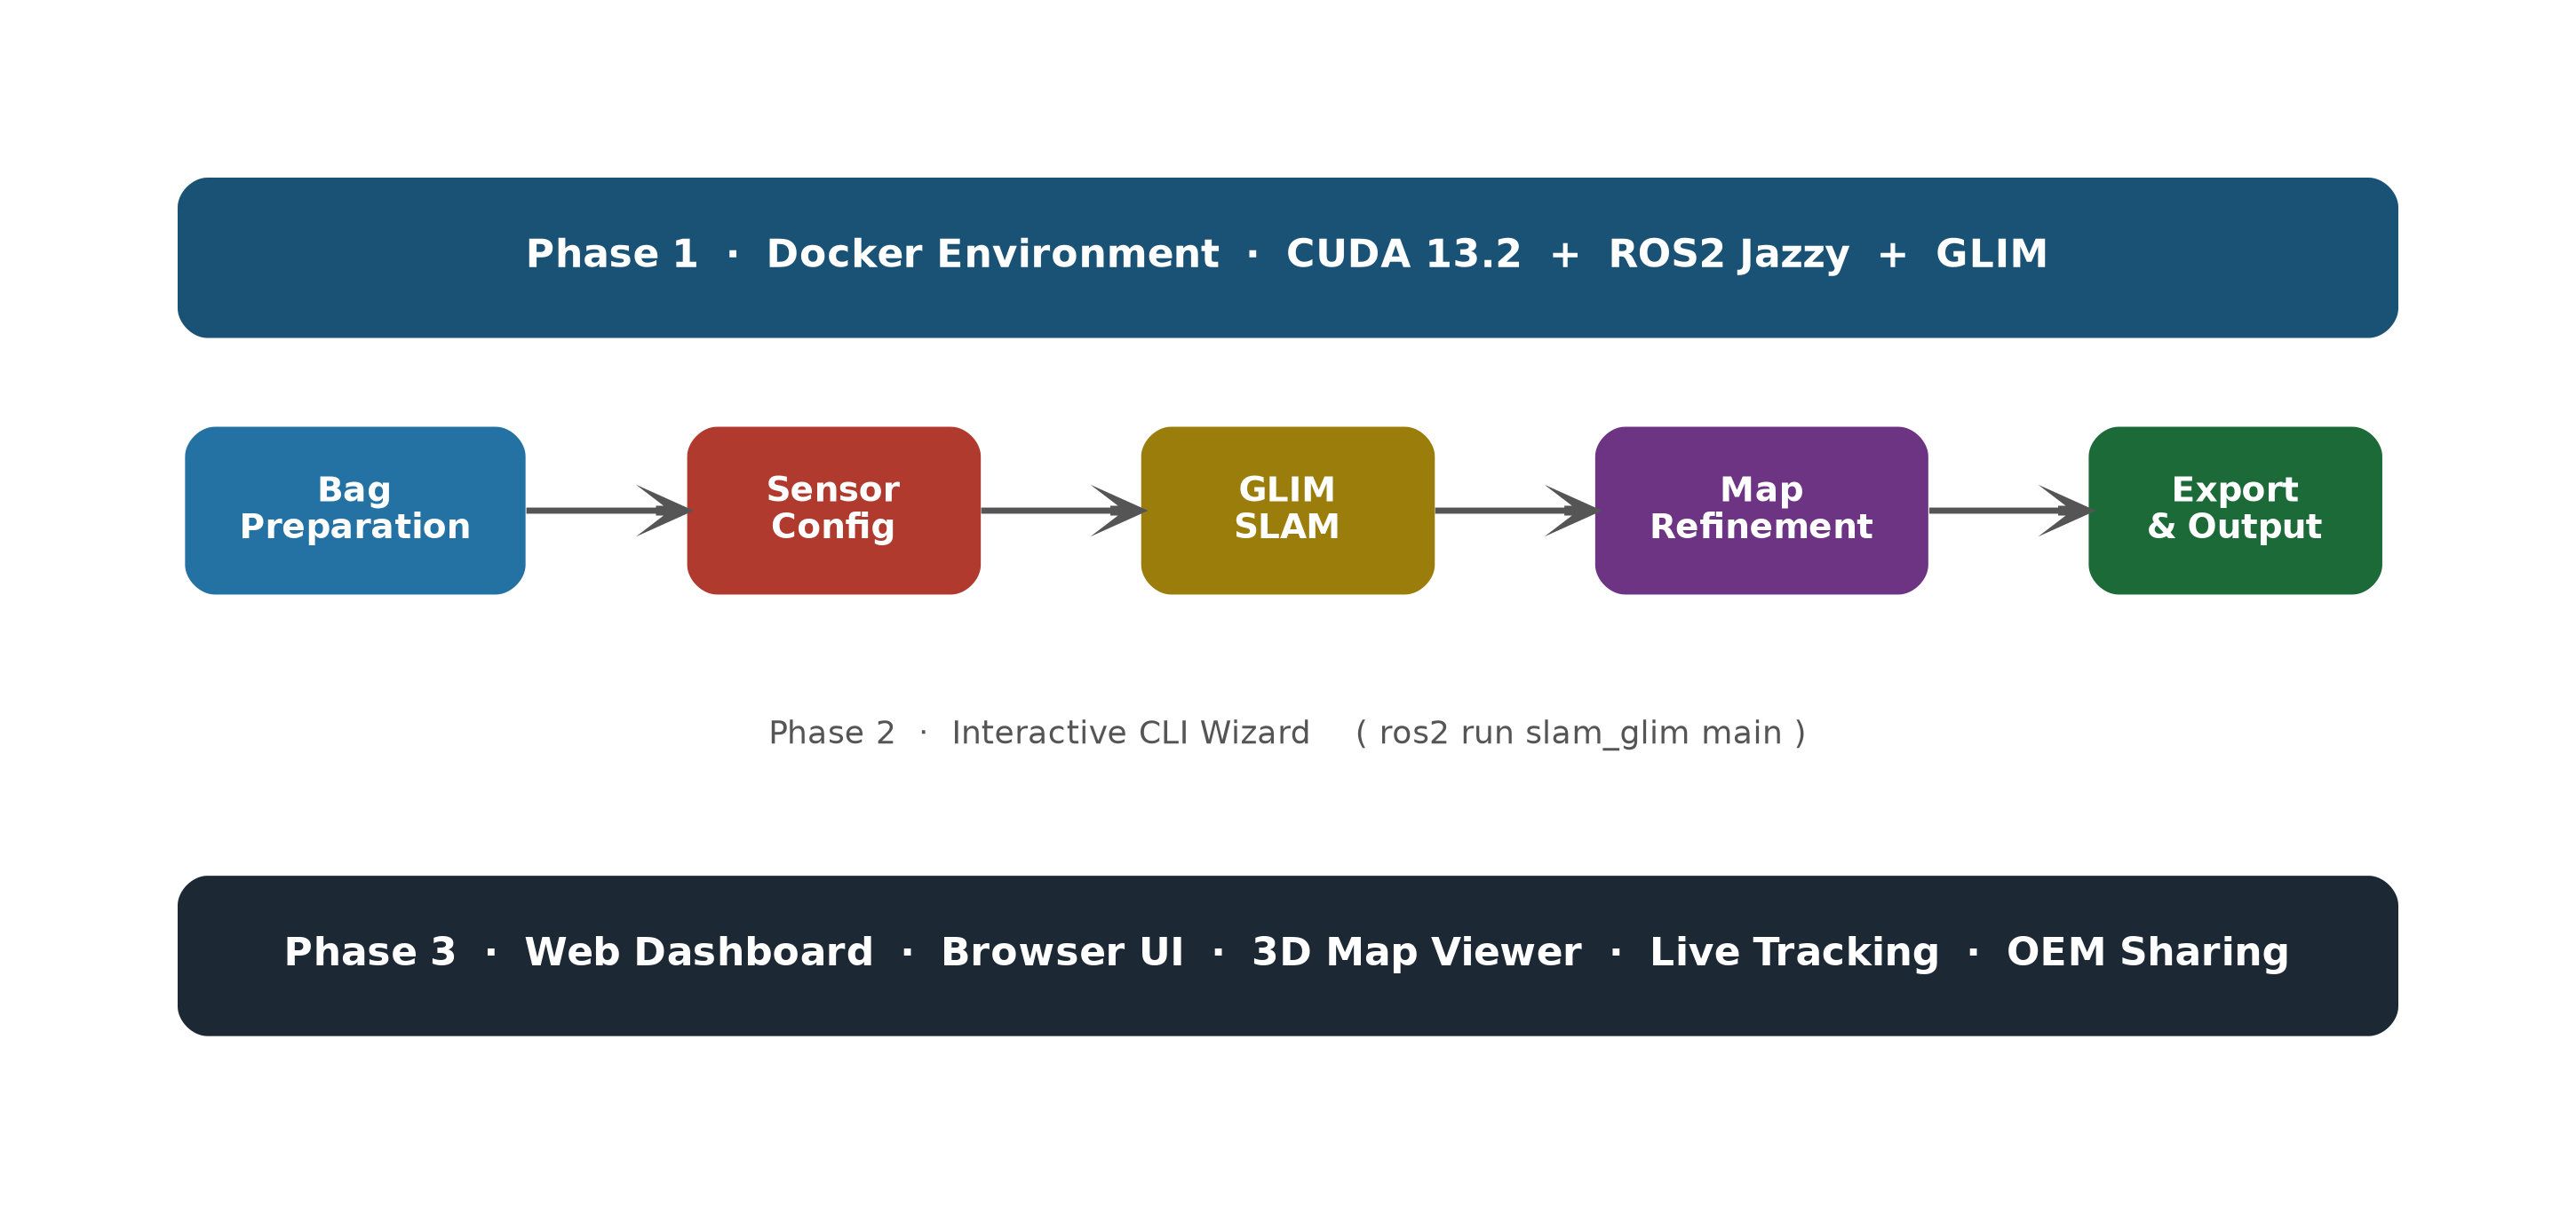 Phase 1 · Docker Environment · CUDA 13.2 + ROS2 Jazzy + GLIM
Bag
Preparation
Sensor
Config
GLIM
SLAM
Map
Refinement
Export
& Output
Phase 2 · Interactive CLI Wizard ( ros2 run slam_glim main )
Phase 3 · Web Dashboard · Browser UI · 3D Map Viewer · Live Tracking · OEM Sharing